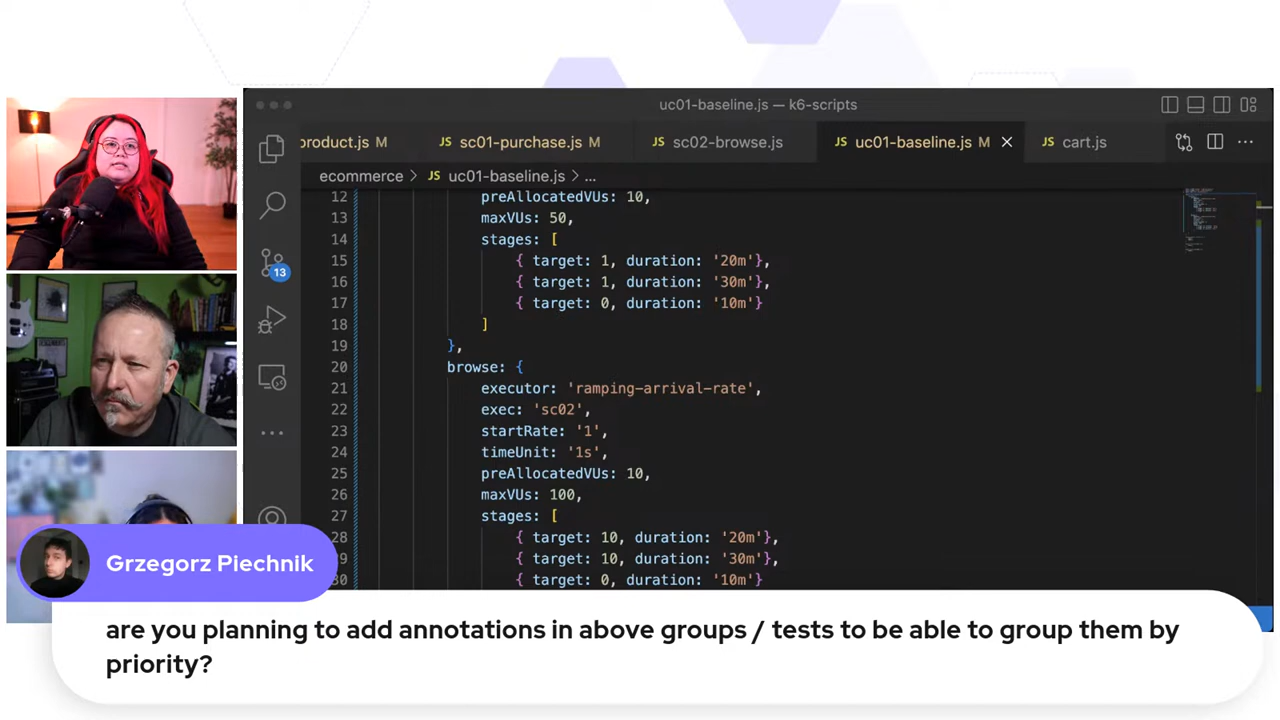 uc01-baseline.js — k6-scripts
product.js M
JS sc01-purchase.js M
JS sc02-browse.js
JS uc01-baseline.js M
JS cart.js
ecommerce > JS uc01-baseline.js > ...
12 preAllocatedVUs: 10,
13 maxVUs: 50,
14 stages: [
15 { target: 1, duration: '20m'},
16 { target: 1, duration: '30m'},
17 { target: 0, duration: '10m'}
18 ]
19 },
20 browse: {
21 executor: 'ramping-arrival-rate',
22 exec: 'sc02',
23 startRate: '1',
24 timeUnit: '1s',
25 preAllocatedVUs: 10,
26 maxVUs: 100,
27 stages: [
28 { target: 10, duration: '20m'},
29 { target: 10, duration: '30m'},
30 { target: 0, duration: '10m'}
13
Grzegorz Piechnik
are you planning to add annotations in above groups / tests to be able to group them by
priority?